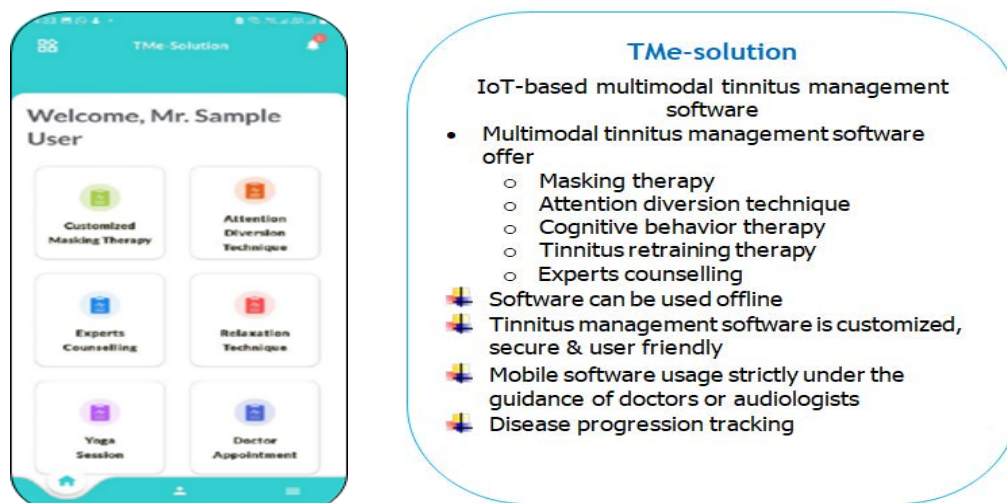 TMe-Solution
Welcome, Mr. Sample
User
Customized
Masking Therapy
Attention
Diversion
Technique
Experts
Counselling
Relaxation
Technique
Yoga
Session
Doctor
Appointment
TMe-solution
IoT-based multimodal tinnitus management
software
• Multimodal tinnitus management software
offer
o Masking therapy
o Attention diversion technique
o Cognitive behavior therapy
o Tinnitus retraining therapy
o Experts counselling
Software can be used offline
Tinnitus management software is customized,
secure & user friendly
Mobile software usage strictly under the
guidance of doctors or audiologists
Disease progression tracking